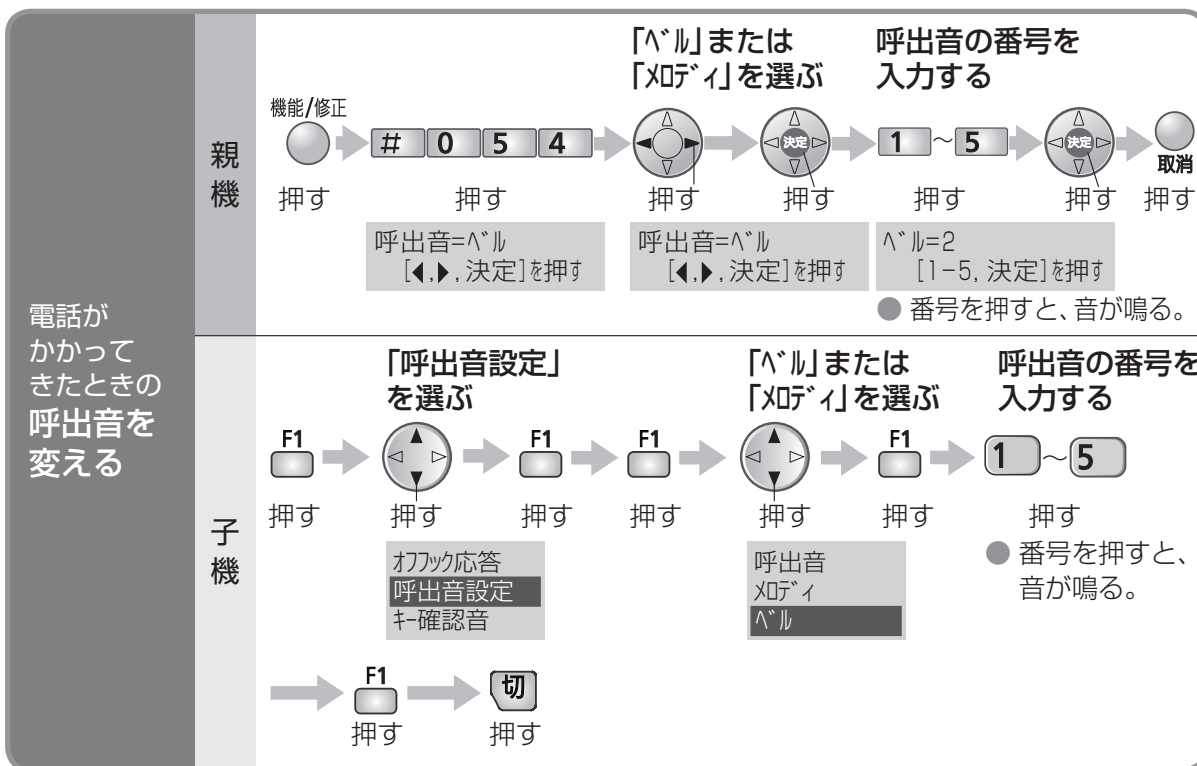 電話が
かかって
きたときの
呼出音を
変える
親機
「ﾍﾞﾙ」または
「ﾒﾛﾃﾞｨ」を選ぶ
呼出音の番号を
入力する
機能/修正
# 0 5 4
決定
1 ～ 5
決定
取消
押す 押す 押す 押す 押す 押す 押す
呼出音=ﾍﾞﾙ
[◀,▶,決定]を押す
呼出音=ﾍﾞﾙ
[◀,▶,決定]を押す
ﾍﾞﾙ=2
[1-5,決定]を押す
● 番号を押すと、音が鳴る。
子機
「呼出音設定」
を選ぶ
「ﾍﾞﾙ」または
「ﾒﾛﾃﾞｨ」を選ぶ
呼出音の番号を
入力する
F1 F1 F1 F1
1 ～ 5
押す 押す 押す 押す 押す 押す 押す
ｵﾌﾌｯｸ応答
呼出音設定
ｷｰ確認音
呼出音
ﾒﾛﾃﾞｨ
ﾍﾞﾙ
● 番号を押すと、
音が鳴る。
F1 切
押す 押す